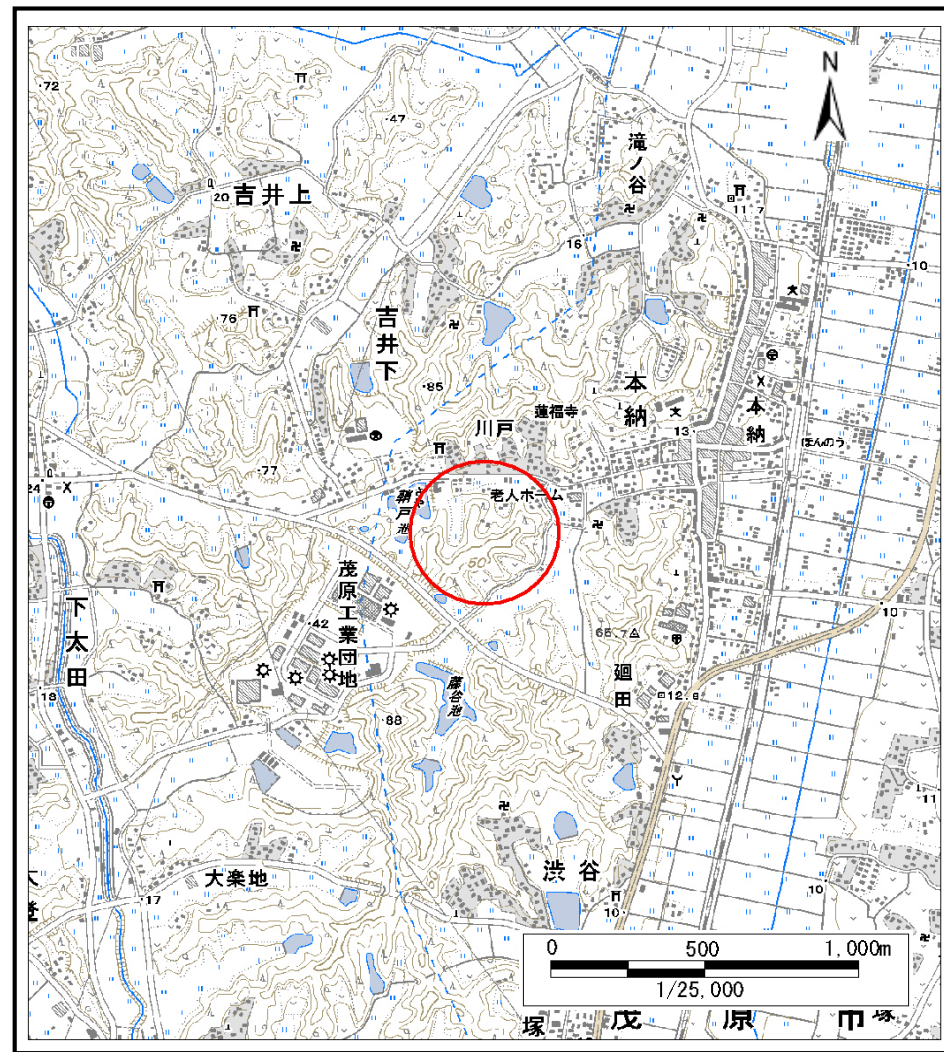 72
47
N
滝ノ谷
吉井上
20
11.7
16
10
76
吉井下
本納
85
蓮福寺
川戸
本納
13
ほんのう
77
24
老人ホーム
50
茂原工業団地
42
下太田
65.7
10
廻田
18
藤谷池
12
88
11
大楽地
渋谷
17
10
10
0 500 1,000m
1/25,000
塚 茂原市 塚